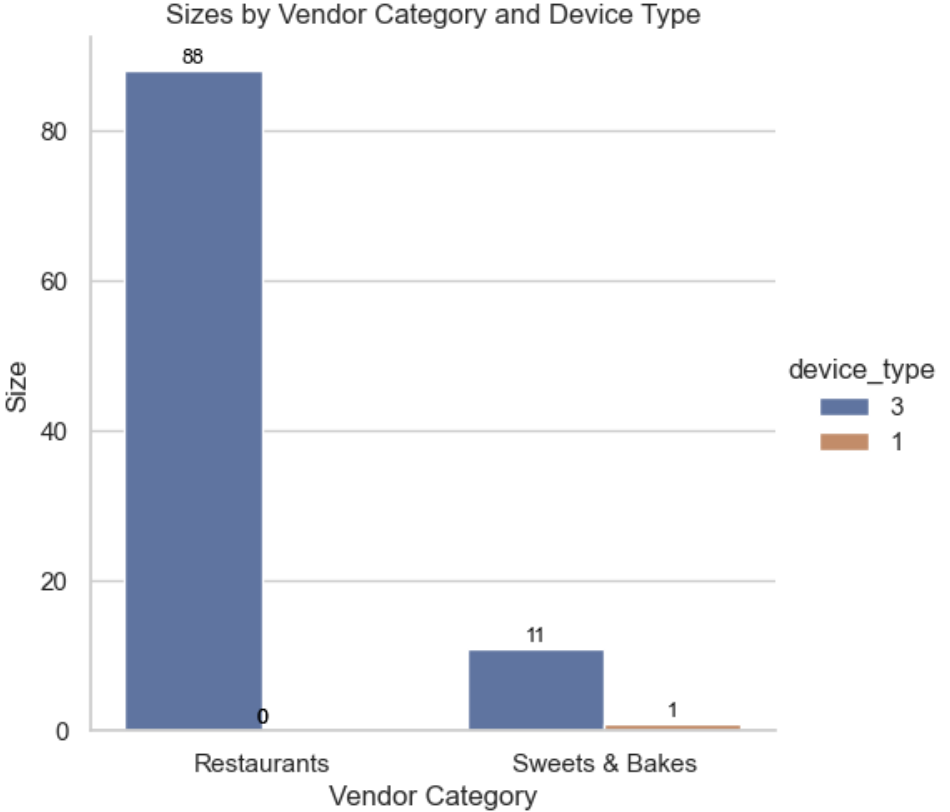 Sizes by Vendor Category and Device Type
88
80
60
40
20
0
Size
0
11
1
Restaurants
Sweets & Bakes
Vendor Category
device_type
3
1